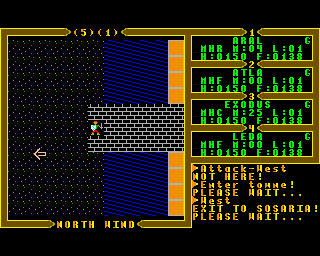 (5)(1)
1
ARAL G
MHR M:04 L:01
H:0150 F:0138
2
ATLA G
MHF M:00 L:01
H:0150 F:0138
3
EXODUS G
MHC M:25 L:01
H:0150 F:0138
4
LEDA G
MHF M:00 L:01
H:0150 F:0138
Attack-West
NOT HERE!
Enter towne!
PLEASE WAIT...
West
EXIT TO SOSARIA!
PLEASE WAIT...
NORTH WIND